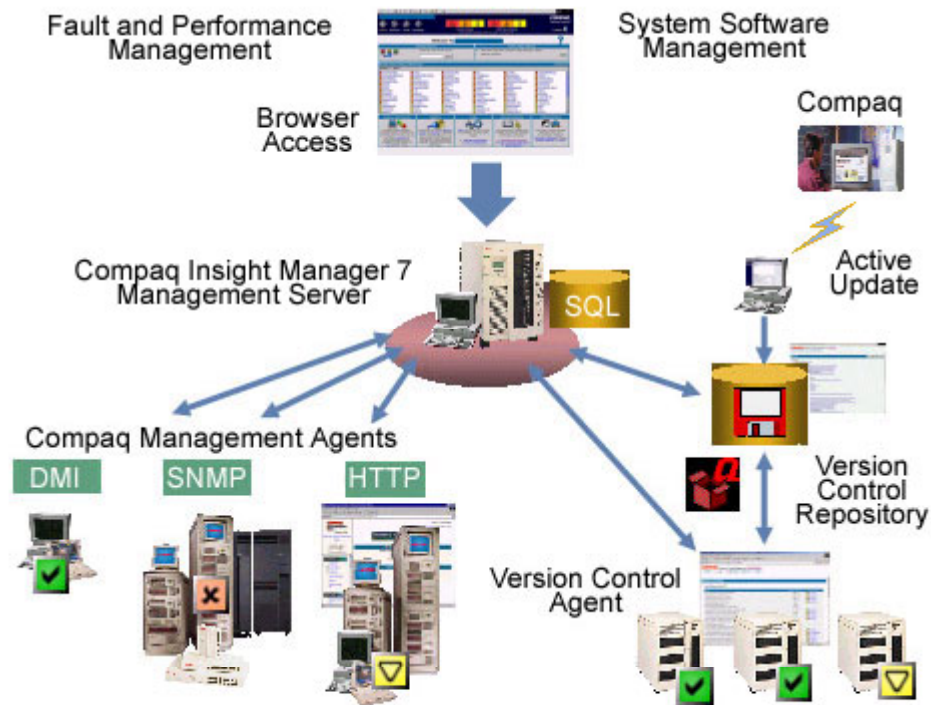 Fault and Performance
Management
System Software
Management
Browser
Access
Compaq
Compaq Insight Manager 7
Management Server
SQL
Active
Update
Compaq Management Agents
DMI
SNMP
HTTP
Version
Control
Repository
Version Control
Agent